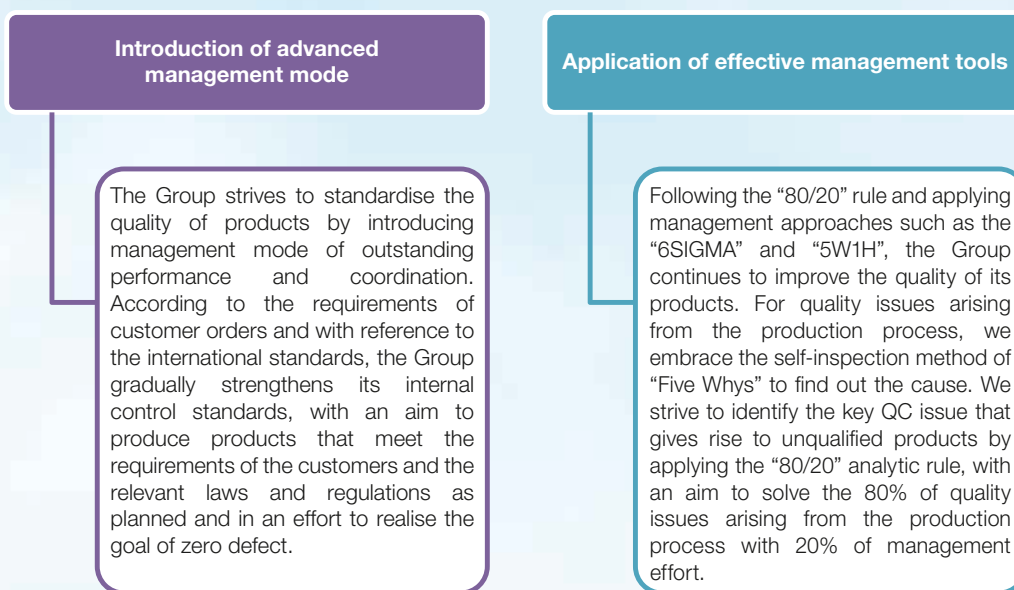 Introduction of advanced
management mode
The Group strives to standardise the
quality of products by introducing
management mode of outstanding
performance and coordination.
According to the requirements of
customer orders and with reference to
the international standards, the Group
gradually strengthens its internal
control standards, with an aim to
produce products that meet the
requirements of the customers and the
relevant laws and regulations as
planned and in an effort to realise the
goal of zero defect.
Application of effective management tools
Following the “80/20” rule and applying
management approaches such as the
“6SIGMA” and “5W1H”, the Group
continues to improve the quality of its
products. For quality issues arising
from the production process, we
embrace the self-inspection method of
“Five Whys” to find out the cause. We
strive to identify the key QC issue that
gives rise to unqualified products by
applying the “80/20” analytic rule, with
an aim to solve the 80% of quality
issues arising from the production
process with 20% of management
effort.